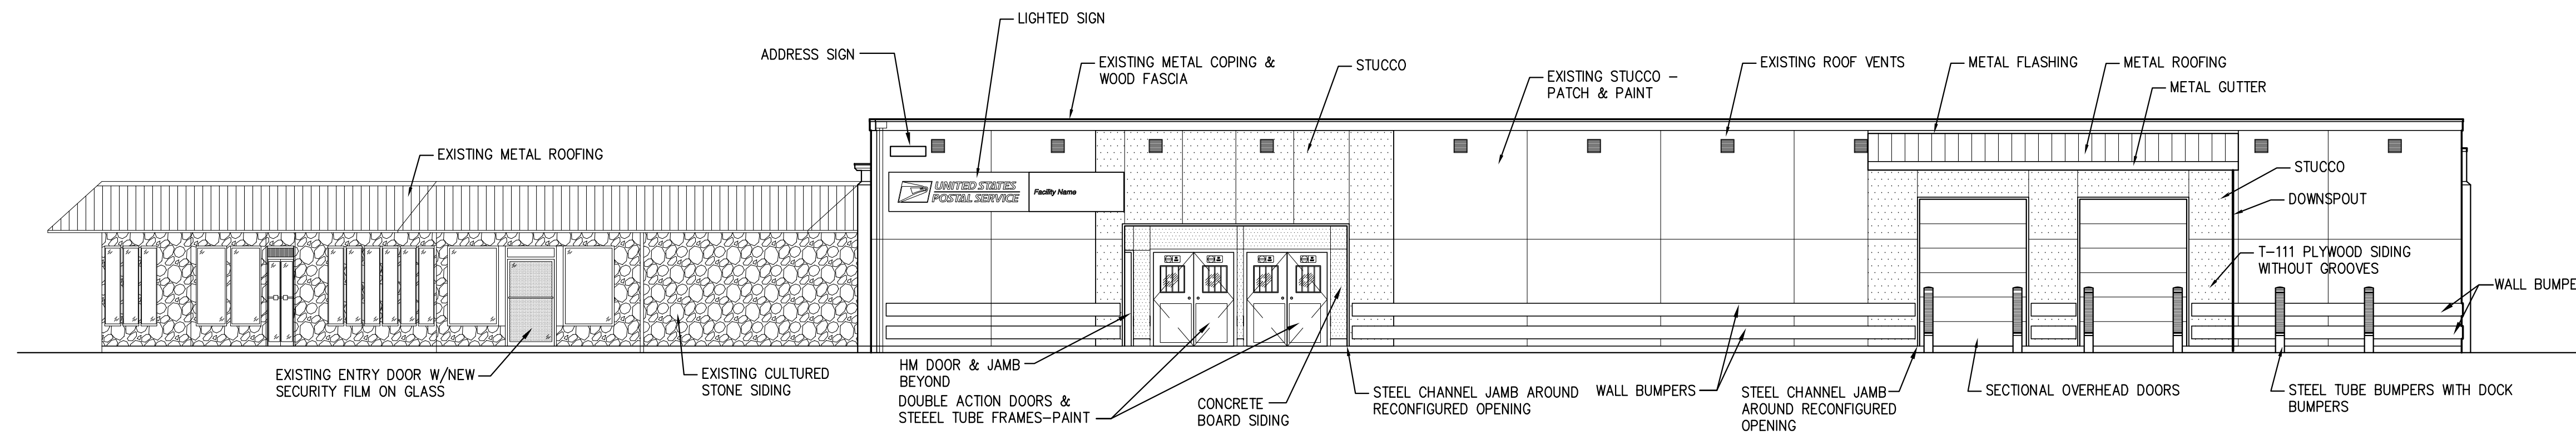 LIGHTED SIGN
ADDRESS SIGN
EXISTING METAL COPING &
WOOD FASCIA
STUCCO
EXISTING STUCCO -
PATCH & PAINT
EXISTING ROOF VENTS
METAL FLASHING
METAL ROOFING
METAL GUTTER
EXISTING METAL ROOFING
STUCCO
DOWNSPOUT
UNITED STATES
POSTAL SERVICE
Facility Name
T-111 PLYWOOD SIDING
WITHOUT GROOVES
WALL BUMPE
EXISTING ENTRY DOOR W/NEW
SECURITY FILM ON GLASS
EXISTING CULTURED
STONE SIDING
HM DOOR & JAMB
BEYOND
DOUBLE ACTION DOORS &
STEEEL TUBE FRAMES-PAINT
CONCRETE
BOARD SIDING
STEEL CHANNEL JAMB AROUND
RECONFIGURED OPENING
WALL BUMPERS
STEEL CHANNEL JAMB
AROUND RECONFIGURED
OPENING
SECTIONAL OVERHEAD DOORS
STEEL TUBE BUMPERS WITH DOCK
BUMPERS